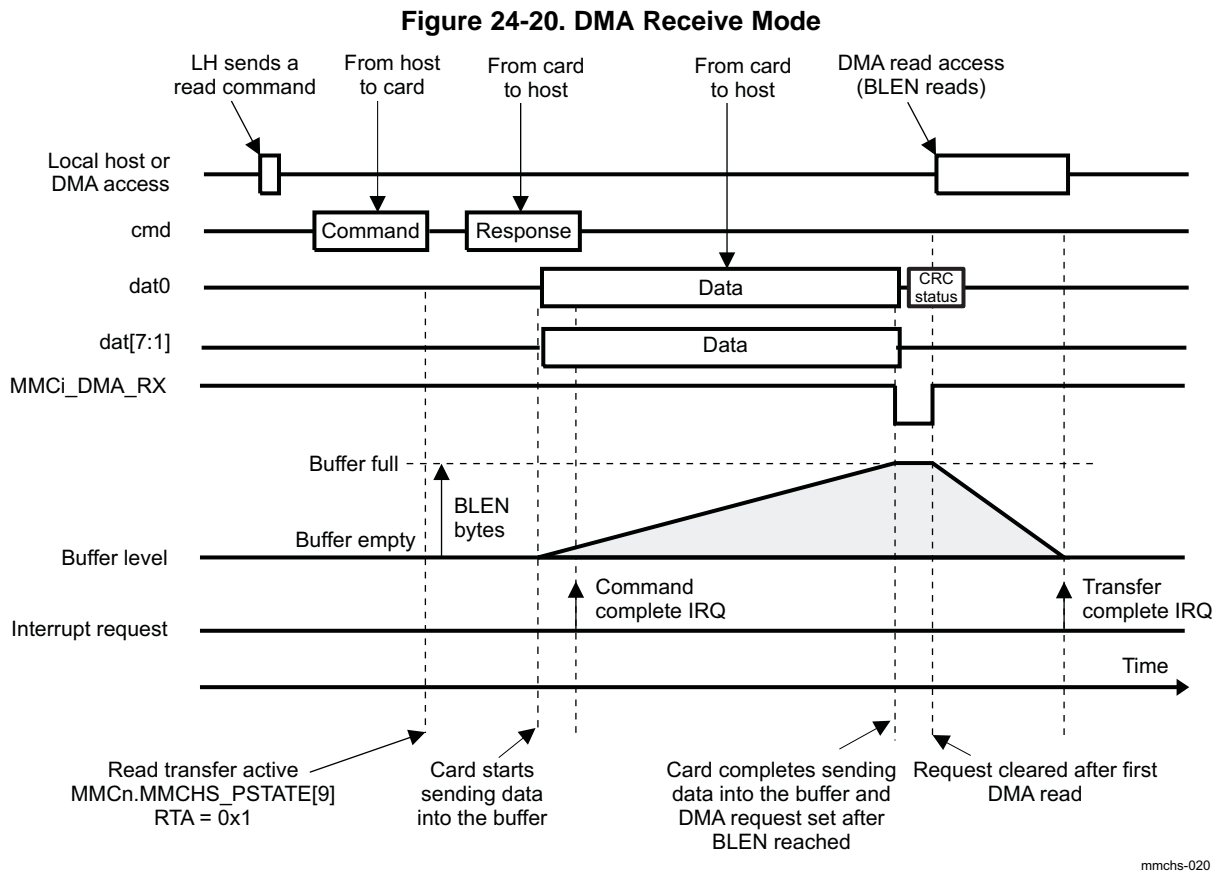 Figure 24-20. DMA Receive Mode
LH sends a
read command
From host
to card
From card
to host
From card
to host
DMA read access
(BLEN reads)
Local host or
DMA access
cmd
Command
Response
dat0
Data
CRC
status
dat[7:1]
Data
MMCi_DMA_RX
Buffer full
BLEN
bytes
Buffer empty
Buffer level
Command
complete IRQ
Transfer
complete IRQ
Interrupt request
Time
Read transfer active
MMCn.MMCHS_PSTATE[9]
RTA = 0x1
Card starts
sending data
into the buffer
Card completes sending
data into the buffer and
DMA request set after
BLEN reached
Request cleared after first
DMA read
mmchs-020